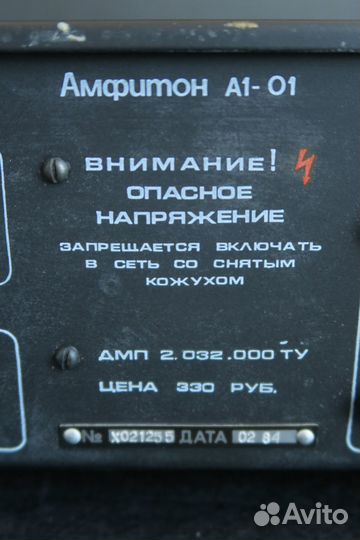 Амфитон А1-01
ВНИМАНИЕ!
ОПАСНОЕ
НАПРЯЖЕНИЕ
ЗАПРЕЩАЕТСЯ ВКЛЮЧАТЬ
В СЕТЬ СО СНЯТЫМ
КОЖУХОМ
ДМП 2.032.000 ТУ
ЦЕНА 330 РУБ.
№ X021255 ДАТА 02 84
Avito